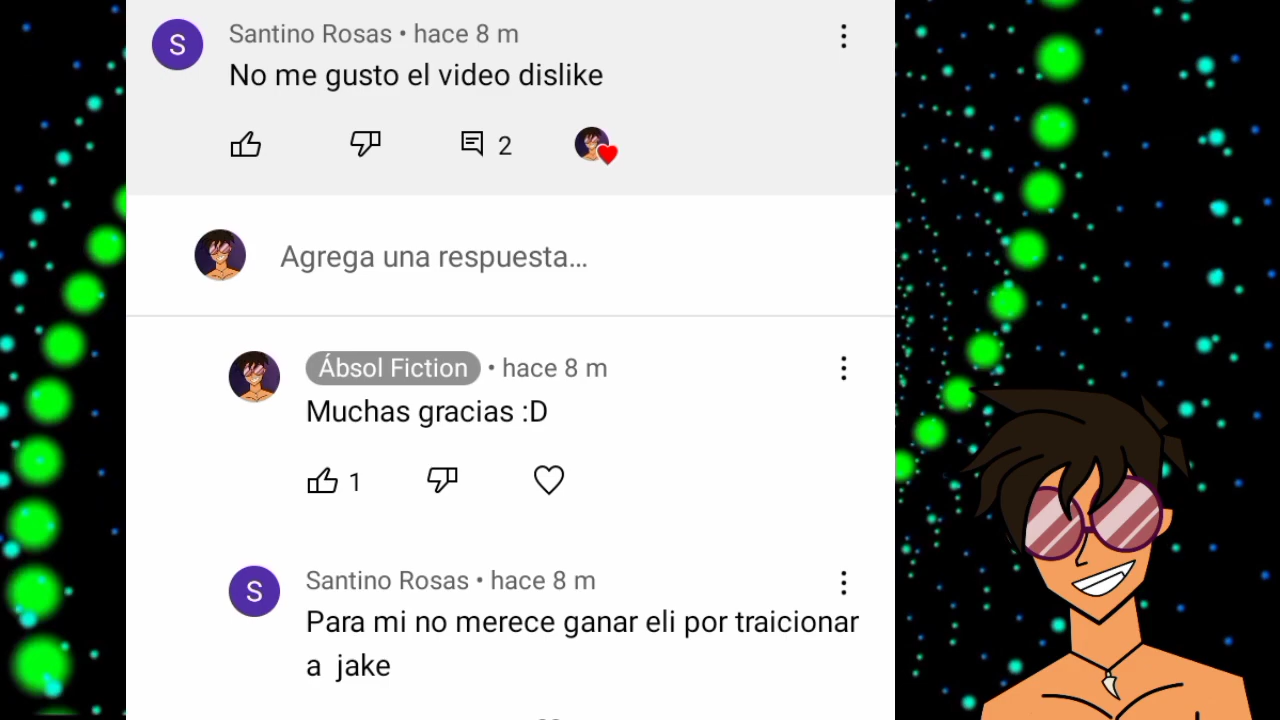 S
Santino Rosas • hace 8 m
No me gusto el video dislike
2
Agrega una respuesta...
Ábsol Fiction • hace 8 m
Muchas gracias :D
1
S
Santino Rosas • hace 8 m
Para mi no merece ganar eli por traicionar
a jake